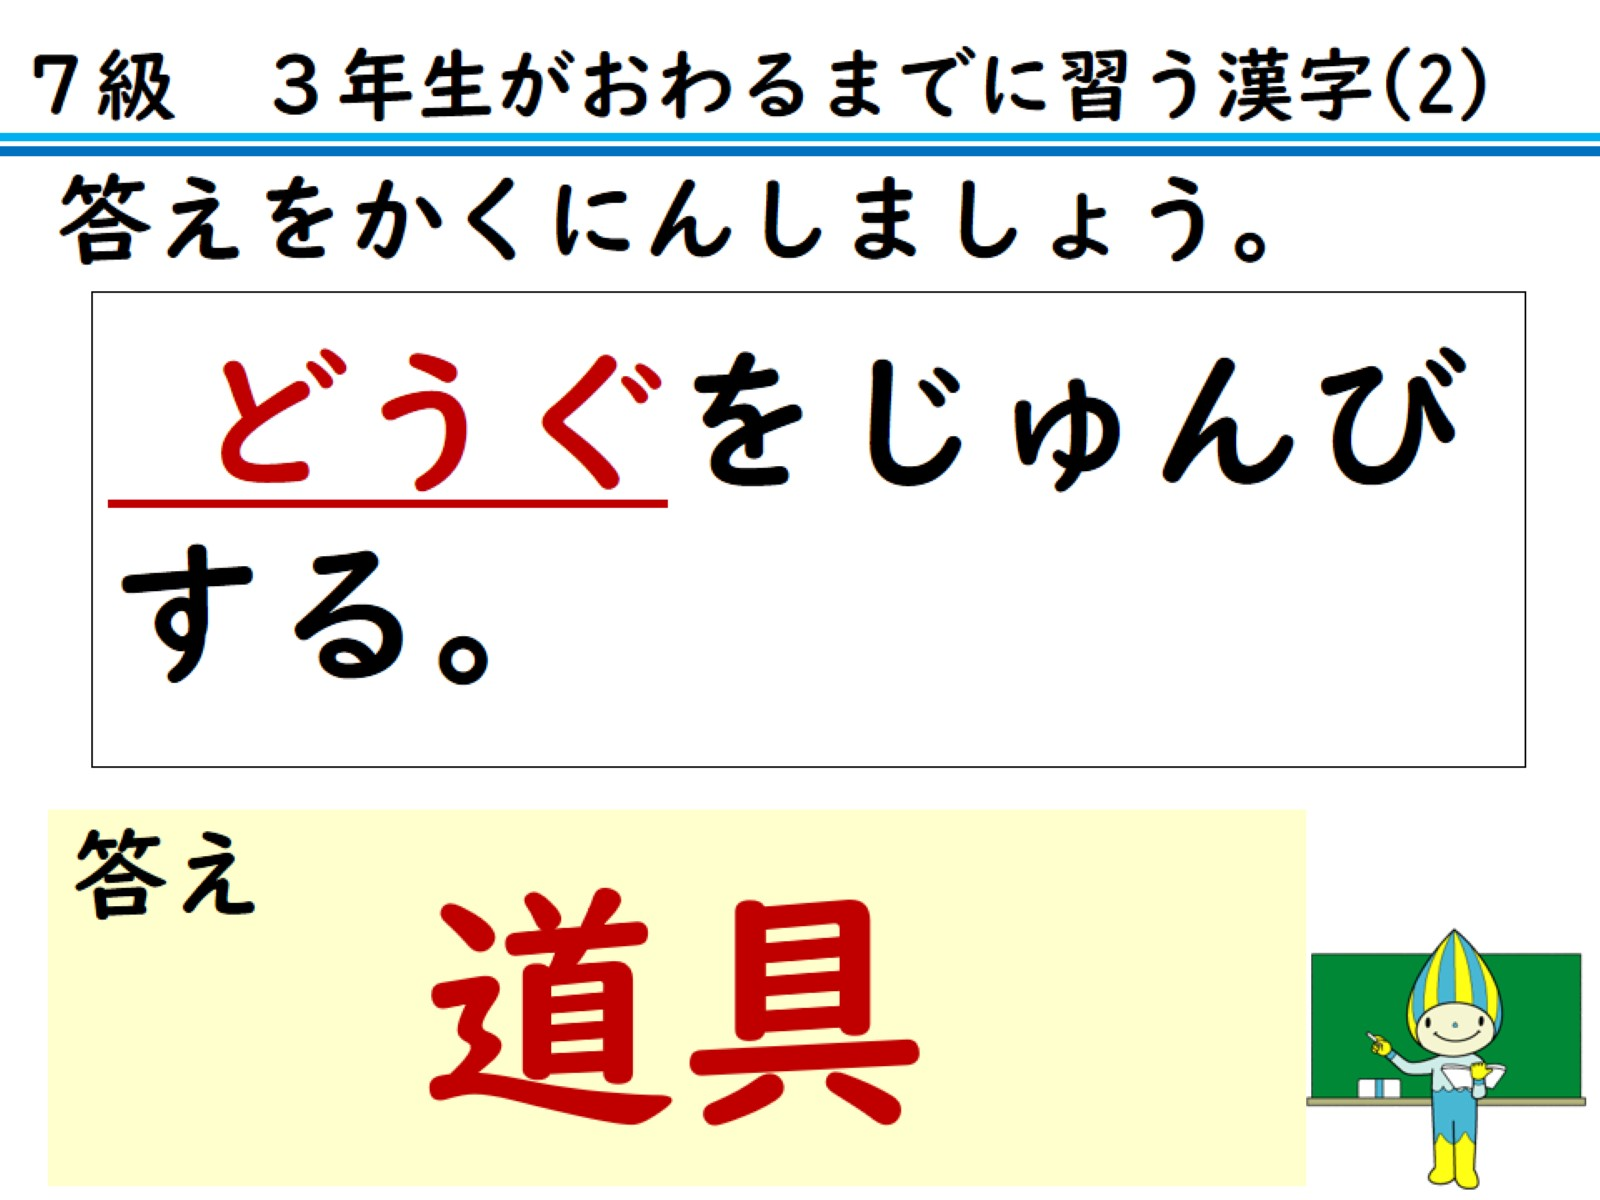 ７級　３年生がおわるまでに習う漢字(2)
答えをかくにんしましょう。
どうぐをじゅんび
する。
答え
道具